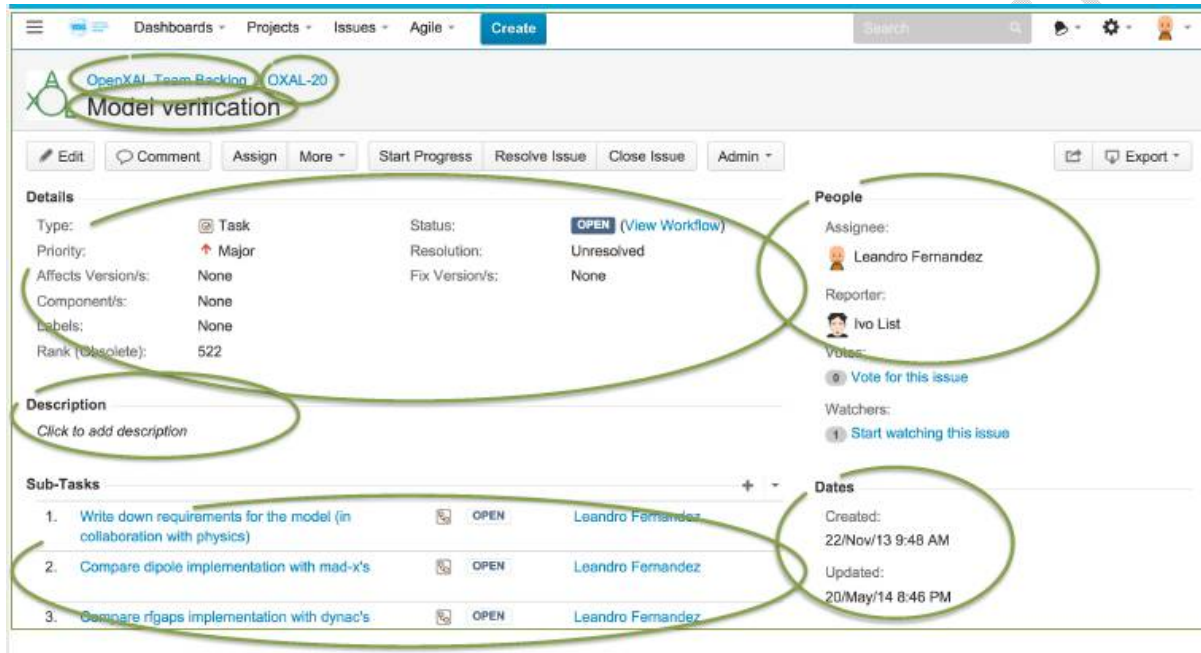 Dashboards Projects Issues Agile Create Search
OpenXAL Team Backlog OXAL-20
Model verification
Edit Comment Assign More Start Progress Resolve Issue Close Issue Admin Export
Details
Type: Task Status: OPEN (View Workflow)
Priority: Major Resolution: Unresolved
Affects Version/s: None Fix Version/s: None
Component/s: None
Labels: None
Rank (Obsolete): 522
Description
Click to add description
Sub-Tasks
1. Write down requirements for the model (in OPEN Leandro Fernandez
collaboration with physics)
2. Compare dipole implementation with mad-x's OPEN Leandro Fernandez
3. Compare rfgaps implementation with dynac's OPEN Leandro Fernandez
People
Assignee:
Leandro Fernandez
Reporter:
Ivo List
Votes:
0 Vote for this issue
Watchers:
1 Start watching this issue
Dates
Created:
22/Nov/13 9:48 AM
Updated:
20/May/14 8:46 PM